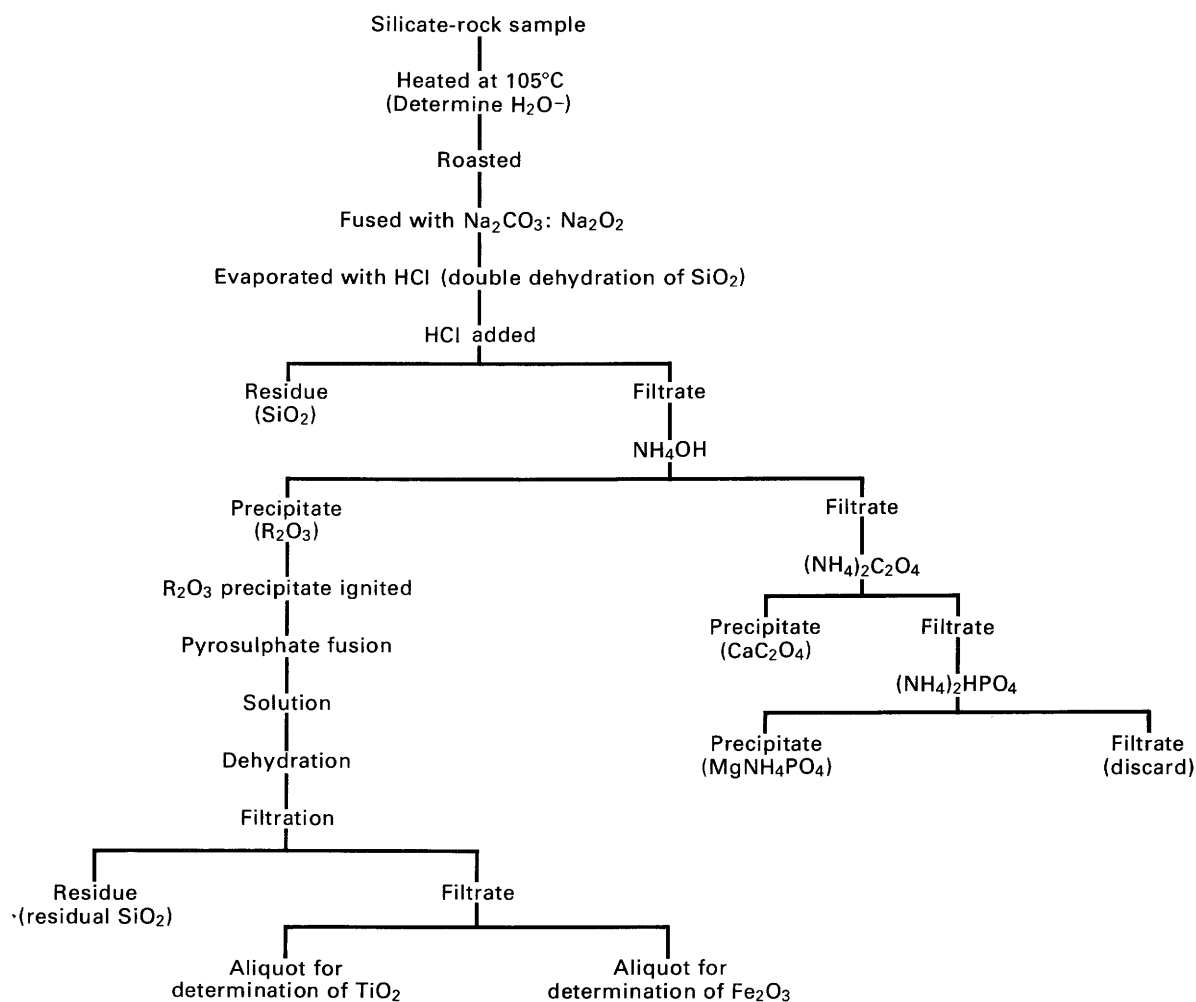 Silicate-rock sample
Heated at 105°C
(Determine H₂O⁻)
Roasted
Fused with Na₂CO₃: Na₂O₂
Evaporated with HCl (double dehydration of SiO₂)
HCl added
Residue
(SiO₂)
Filtrate
NH₄OH
Precipitate
(R₂O₃)
Filtrate
R₂O₃ precipitate ignited
(NH₄)₂C₂O₄
Pyrosulphate fusion
Precipitate
(CaC₂O₄)
Filtrate
Solution
(NH₄)₂HPO₄
Dehydration
Precipitate
(MgNH₄PO₄)
Filtrate
(discard)
Filtration
Residue
(residual SiO₂)
Filtrate
Aliquot for
determination of TiO₂
Aliquot for
determination of Fe₂O₃